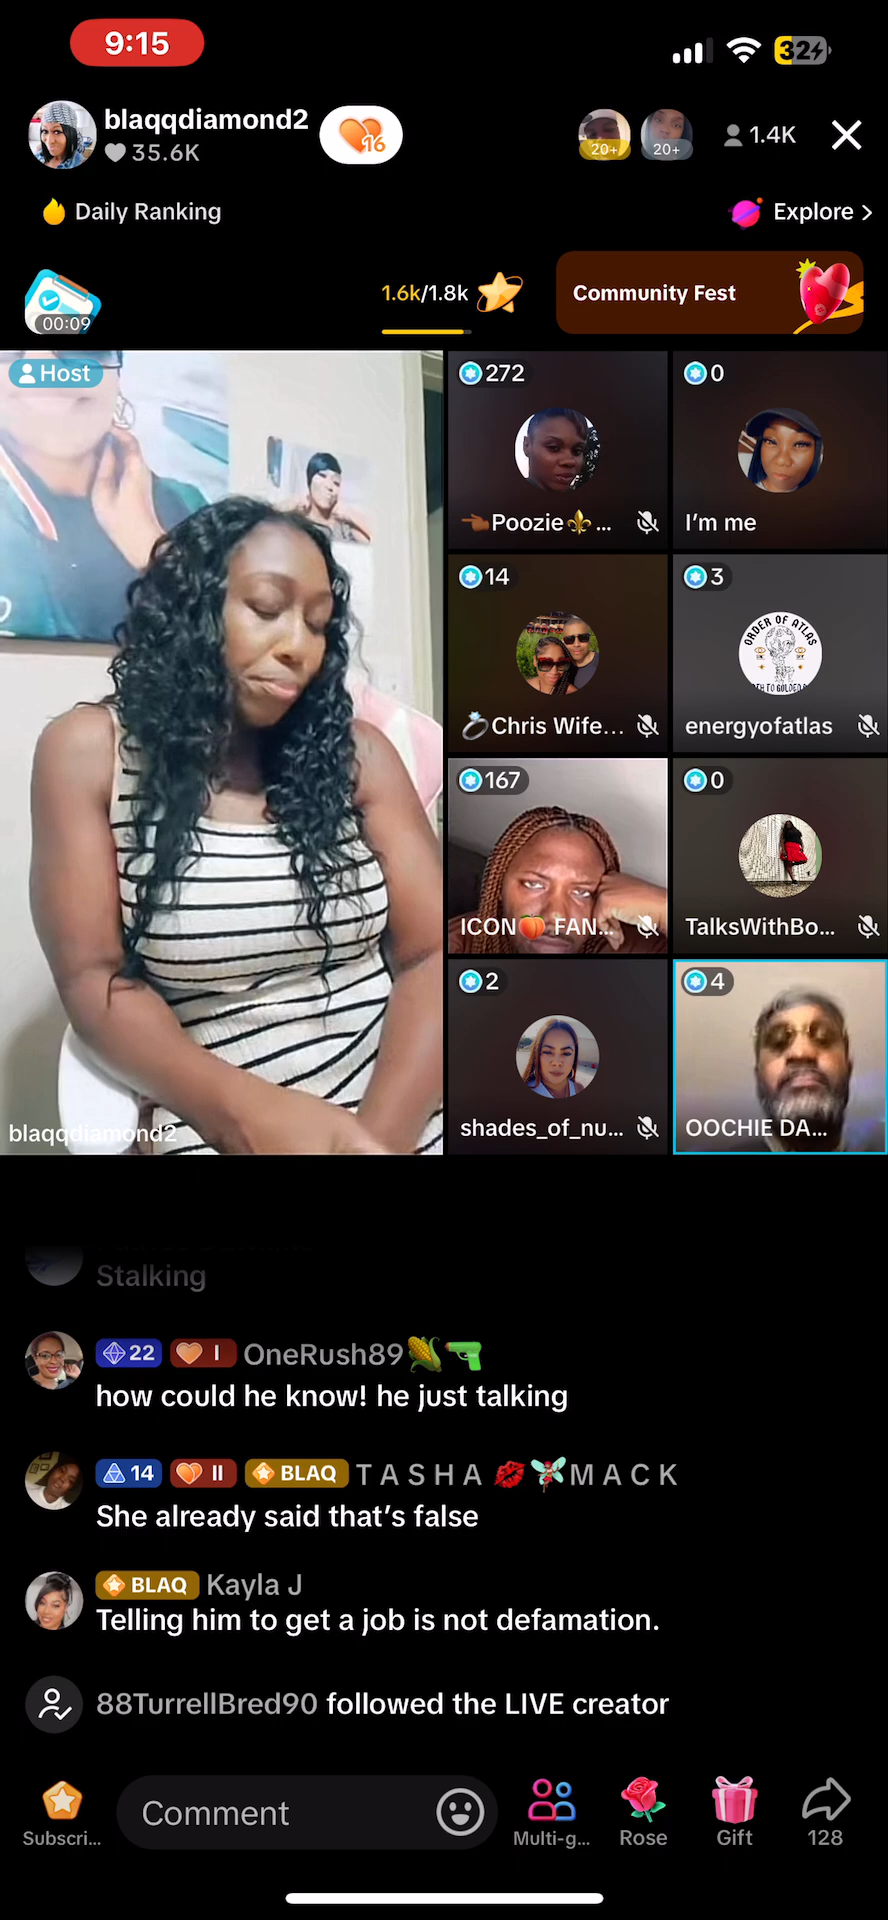 9:15
32
blaqqdiamond2
35.6K
16
20+
20+
1.4K
Daily Ranking
Explore >
00:09
1.6k/1.8k
Community Fest
Host
272
0
👈🏾Poozie⚜️...
I'm me
14
3
ORDER OF ATLAS
💍Chris Wife...
energyofatlas
167
0
ICON🍑 FAN...
TalksWithBo...
2
4
blaqqdiamond2
shades_of_nu...
OOCHIE DA...
Stalking
22 I OneRush89🌽🔫
how could he know! he just talking
14 II BLAQ T A S H A 💋🧚M A C K
She already said that's false
BLAQ Kayla J
Telling him to get a job is not defamation.
88TurrellBred90 followed the LIVE creator
Comment
Subscri...
Multi-g...
Rose
Gift
128